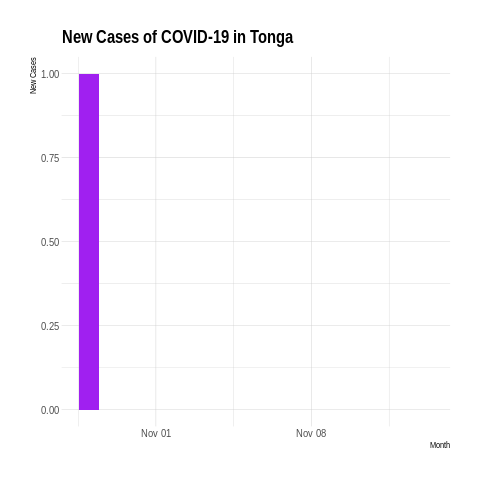 New Cases of COVID-19 in Tonga
New Cases
1.00
0.75
0.50
0.25
0.00
Nov 01
Nov 08
Month